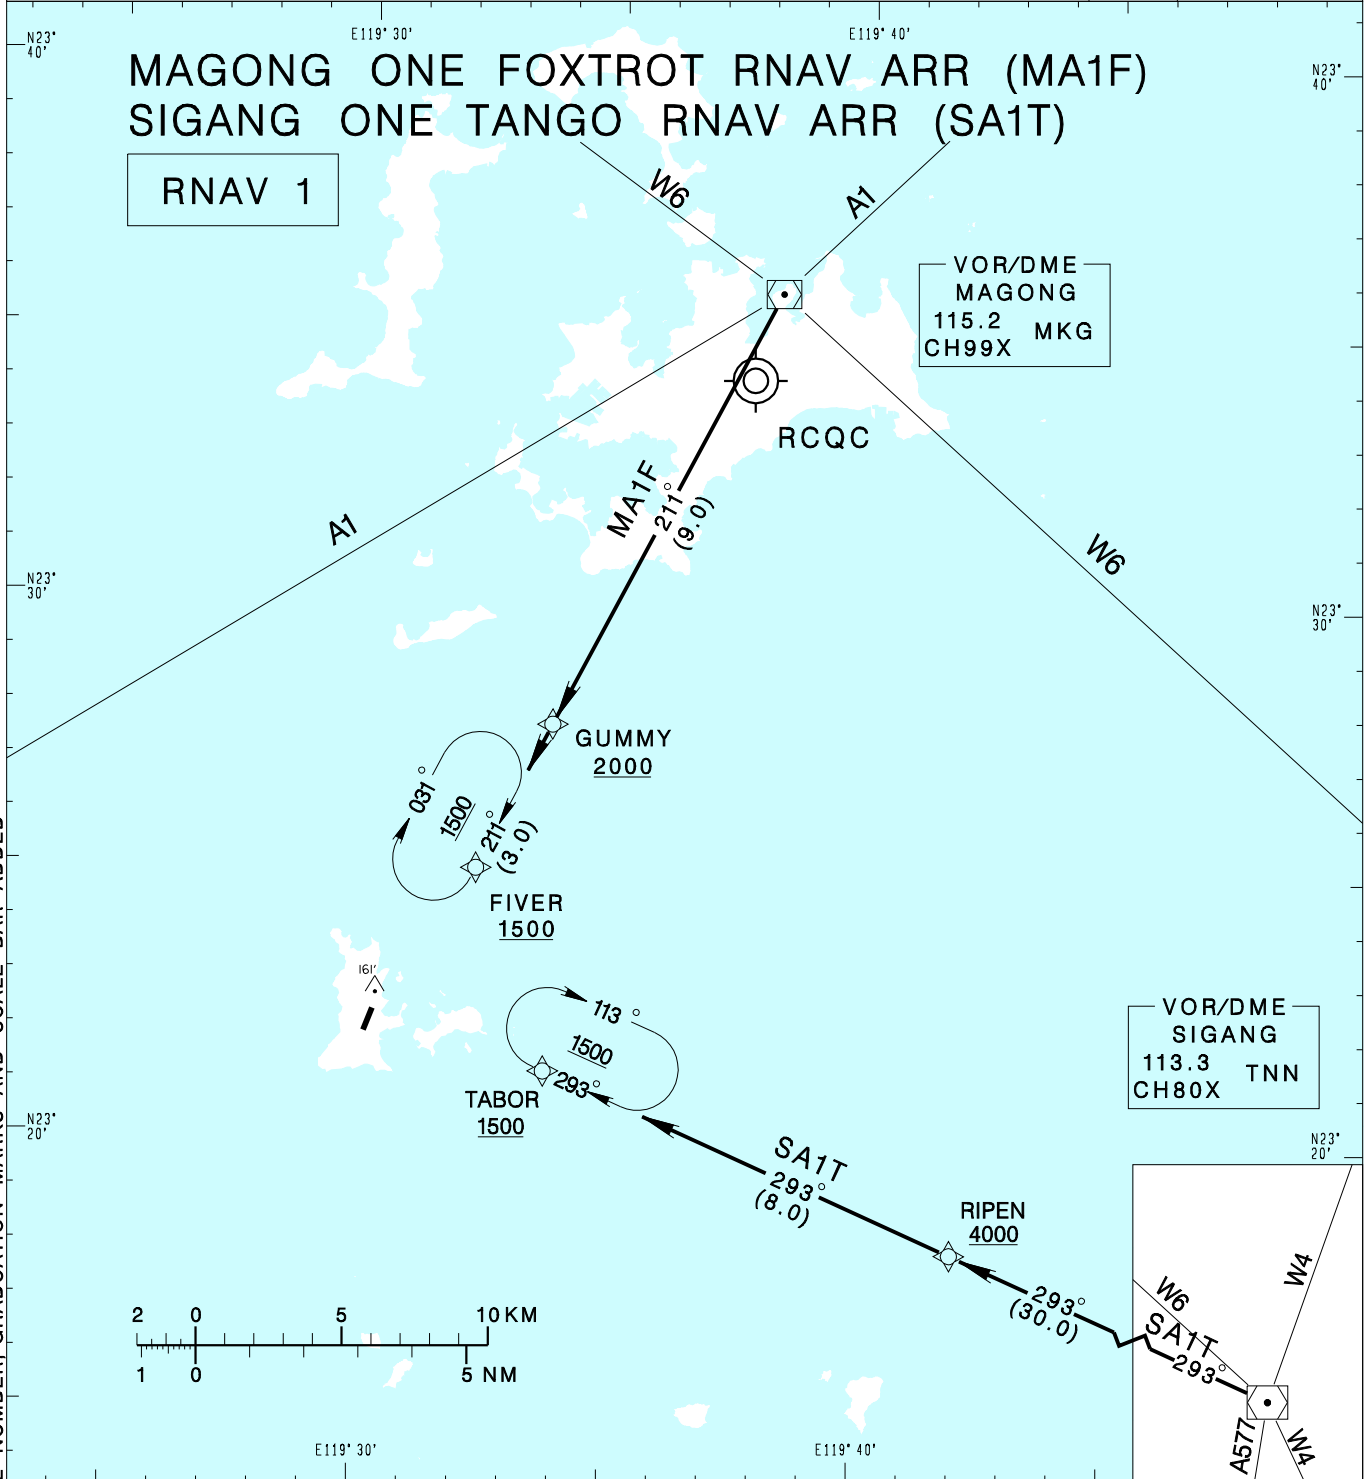 E119° 30'
E119° 40'
N23°
40'
N23°
40'
MAGONG ONE FOXTROT RNAV ARR (MA1F)
SIGANG ONE TANGO RNAV ARR (SA1T)
RNAV 1
W6
A1
VOR/DME
MAGONG
115.2 MKG
CH99X
RCQC
MA1F
211°
(9.0)
A1
W6
N23°
30'
N23°
30'
GUMMY
2000
031°
1500
211°
(3.0)
FIVER
1500
161'
113°
1500
293°
TABOR
1500
VOR/DME
SIGANG
113.3 TNN
CH80X
N23°
20'
N23°
20'
SA1T
293°
(8.0)
RIPEN
4000
293°
(30.0)
W6
W4
SA1T
293°
A577
W4
2 0 5 10 KM
1 0 5 NM
E119° 30'
E119° 40'